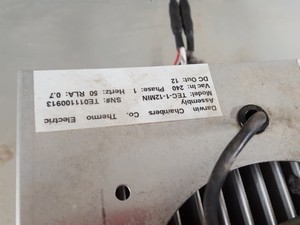 Darwin Chambers Co. Thermo Electric
Assembly
Model: TEC-1-12MIN SN#: TE011100913
Vac In: 240 Phase: 1 Hertz: 50 RLA: 0.7
DC Out: 12